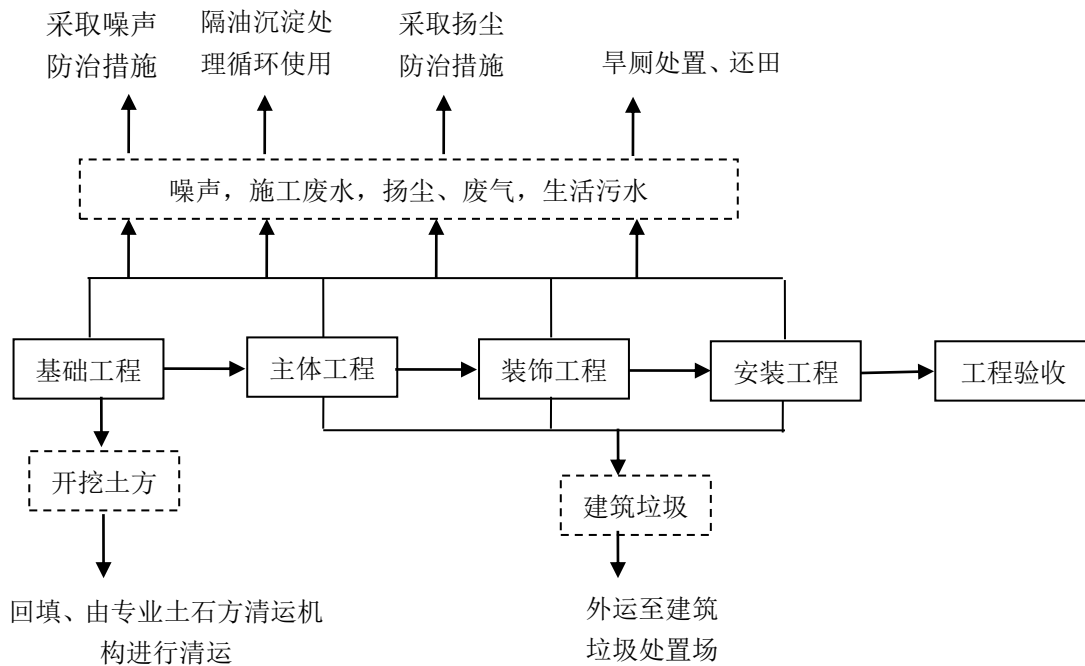 采取噪声
防治措施
隔油沉淀处
理循环使用
采取扬尘
防治措施
旱厕处置、还田
噪声，施工废水，扬尘、废气，生活污水
基础工程
主体工程
装饰工程
安装工程
工程验收
开挖土方
建筑垃圾
回填、由专业土石方清运机
构进行清运
外运至建筑
垃圾处置场